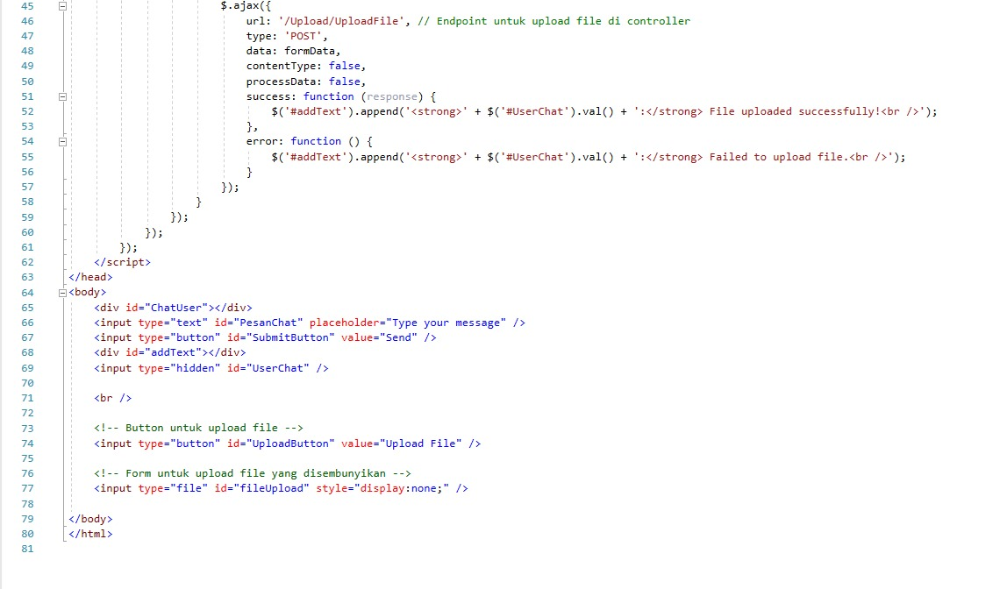 45 $.ajax({
46 url: '/Upload/UploadFile', // Endpoint untuk upload file di controller
47 type: 'POST',
48 data: formData,
49 contentType: false,
50 processData: false,
51 success: function (response) {
52 $('#addText').append('<strong>' + $('#UserChat').val() + ':</strong> File uploaded successfully!<br />');
53 },
54 error: function () {
55 $('#addText').append('<strong>' + $('#UserChat').val() + ':</strong> Failed to upload file.<br />');
56 }
57 });
58 }
59 });
60 });
61 });
62 </script>
63 </head>
64 <body>
65 <div id="ChatUser"></div>
66 <input type="text" id="PesanChat" placeholder="Type your message" />
67 <input type="button" id="SubmitButton" value="Send" />
68 <div id="addText"></div>
69 <input type="hidden" id="UserChat" />
70
71 <br />
72
73 <!-- Button untuk upload file -->
74 <input type="button" id="UploadButton" value="Upload File" />
75
76 <!-- Form untuk upload file yang disembunyikan -->
77 <input type="file" id="fileUpload" style="display:none;" />
78
79 </body>
80 </html>
81